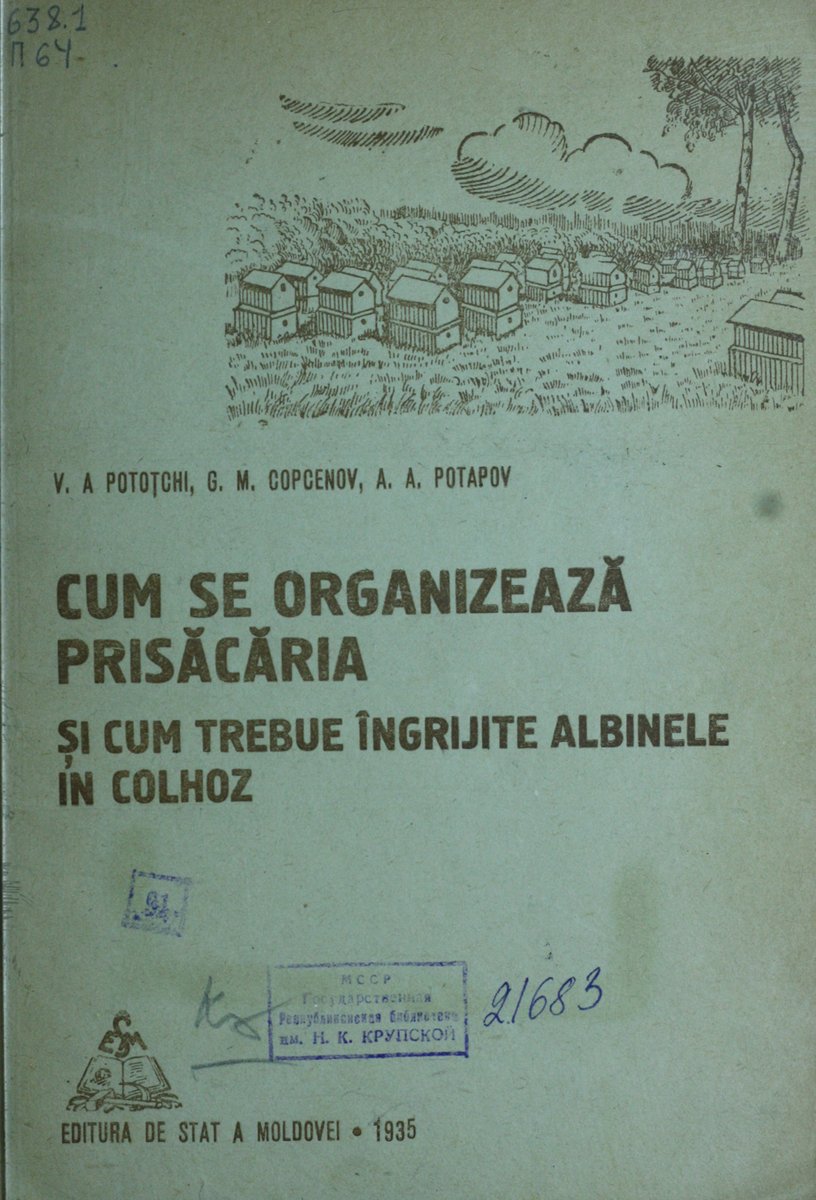 638.1
П 64
V. A POTOȚCHI, G. M. COPCENOV, A. A. POTAPOV
CUM SE ORGANIZEAZĂ
PRISĂCĂRIA
ȘI CUM TREBUE ÎNGRIJITE ALBINELE
IN COLHOZ
МССР
Государственная
Республиканская библиотека
им. Н. К. КРУПСКОЙ
21683
ESM
EDITURA DE STAT A MOLDOVEI • 1935